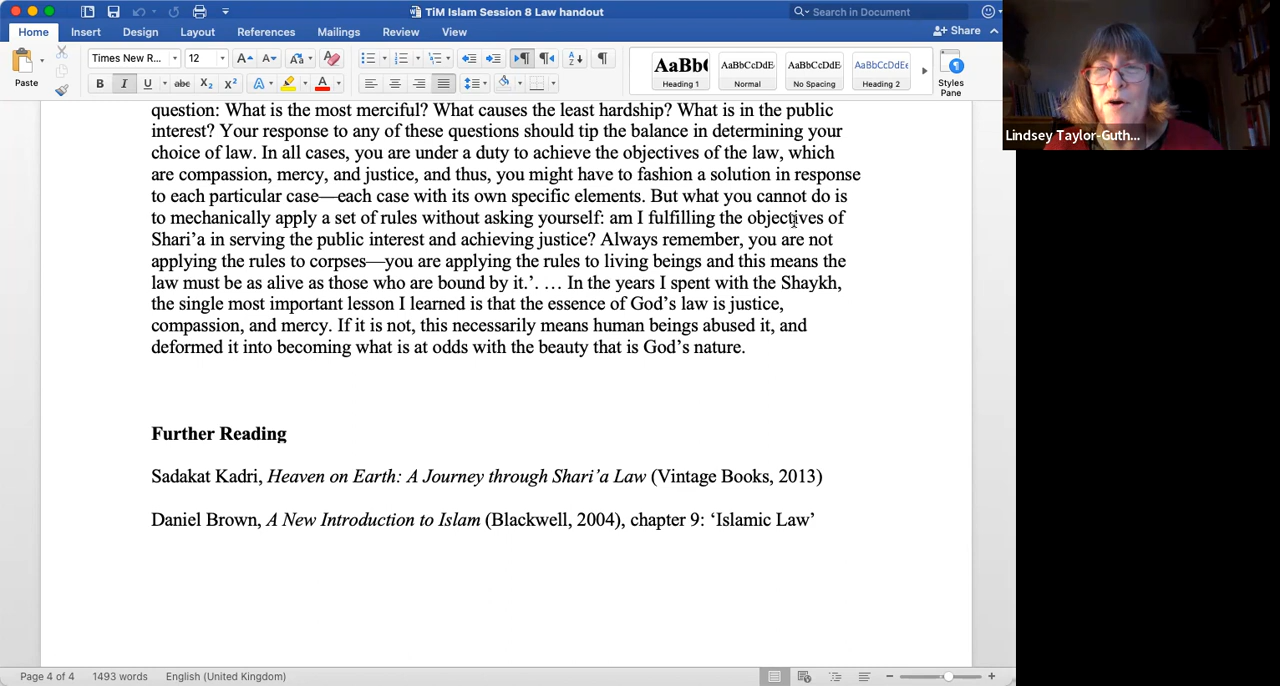 TiM Islam Session 8 Law handout
Search in Document
Home Insert Design Layout References Mailings Review View
Share
Paste
Times New R... 12
AaBbC AaBbCcDdE AaBbCcDdE AaBbCcDdEe
Heading 1 Normal No Spacing Heading 2
Styles
Pane
question: What is the most merciful? What causes the least hardship? What is in the public
interest? Your response to any of these questions should tip the balance in determining your
choice of law. In all cases, you are under a duty to achieve the objectives of the law, which
are compassion, mercy, and justice, and thus, you might have to fashion a solution in response
to each particular case—each case with its own specific elements. But what you cannot do is
to mechanically apply a set of rules without asking yourself: am I fulfilling the objectives of
Shari’a in serving the public interest and achieving justice? Always remember, you are not
applying the rules to corpses—you are applying the rules to living beings and this means the
law must be as alive as those who are bound by it.’. … In the years I spent with the Shaykh,
the single most important lesson I learned is that the essence of God’s law is justice,
compassion, and mercy. If it is not, this necessarily means human beings abused it, and
deformed it into becoming what is at odds with the beauty that is God’s nature.
Further Reading
Sadakat Kadri, Heaven on Earth: A Journey through Shari’a Law (Vintage Books, 2013)
Daniel Brown, A New Introduction to Islam (Blackwell, 2004), chapter 9: ‘Islamic Law’
Page 4 of 4 1493 words English (United Kingdom)
Lindsey Taylor-Guth...